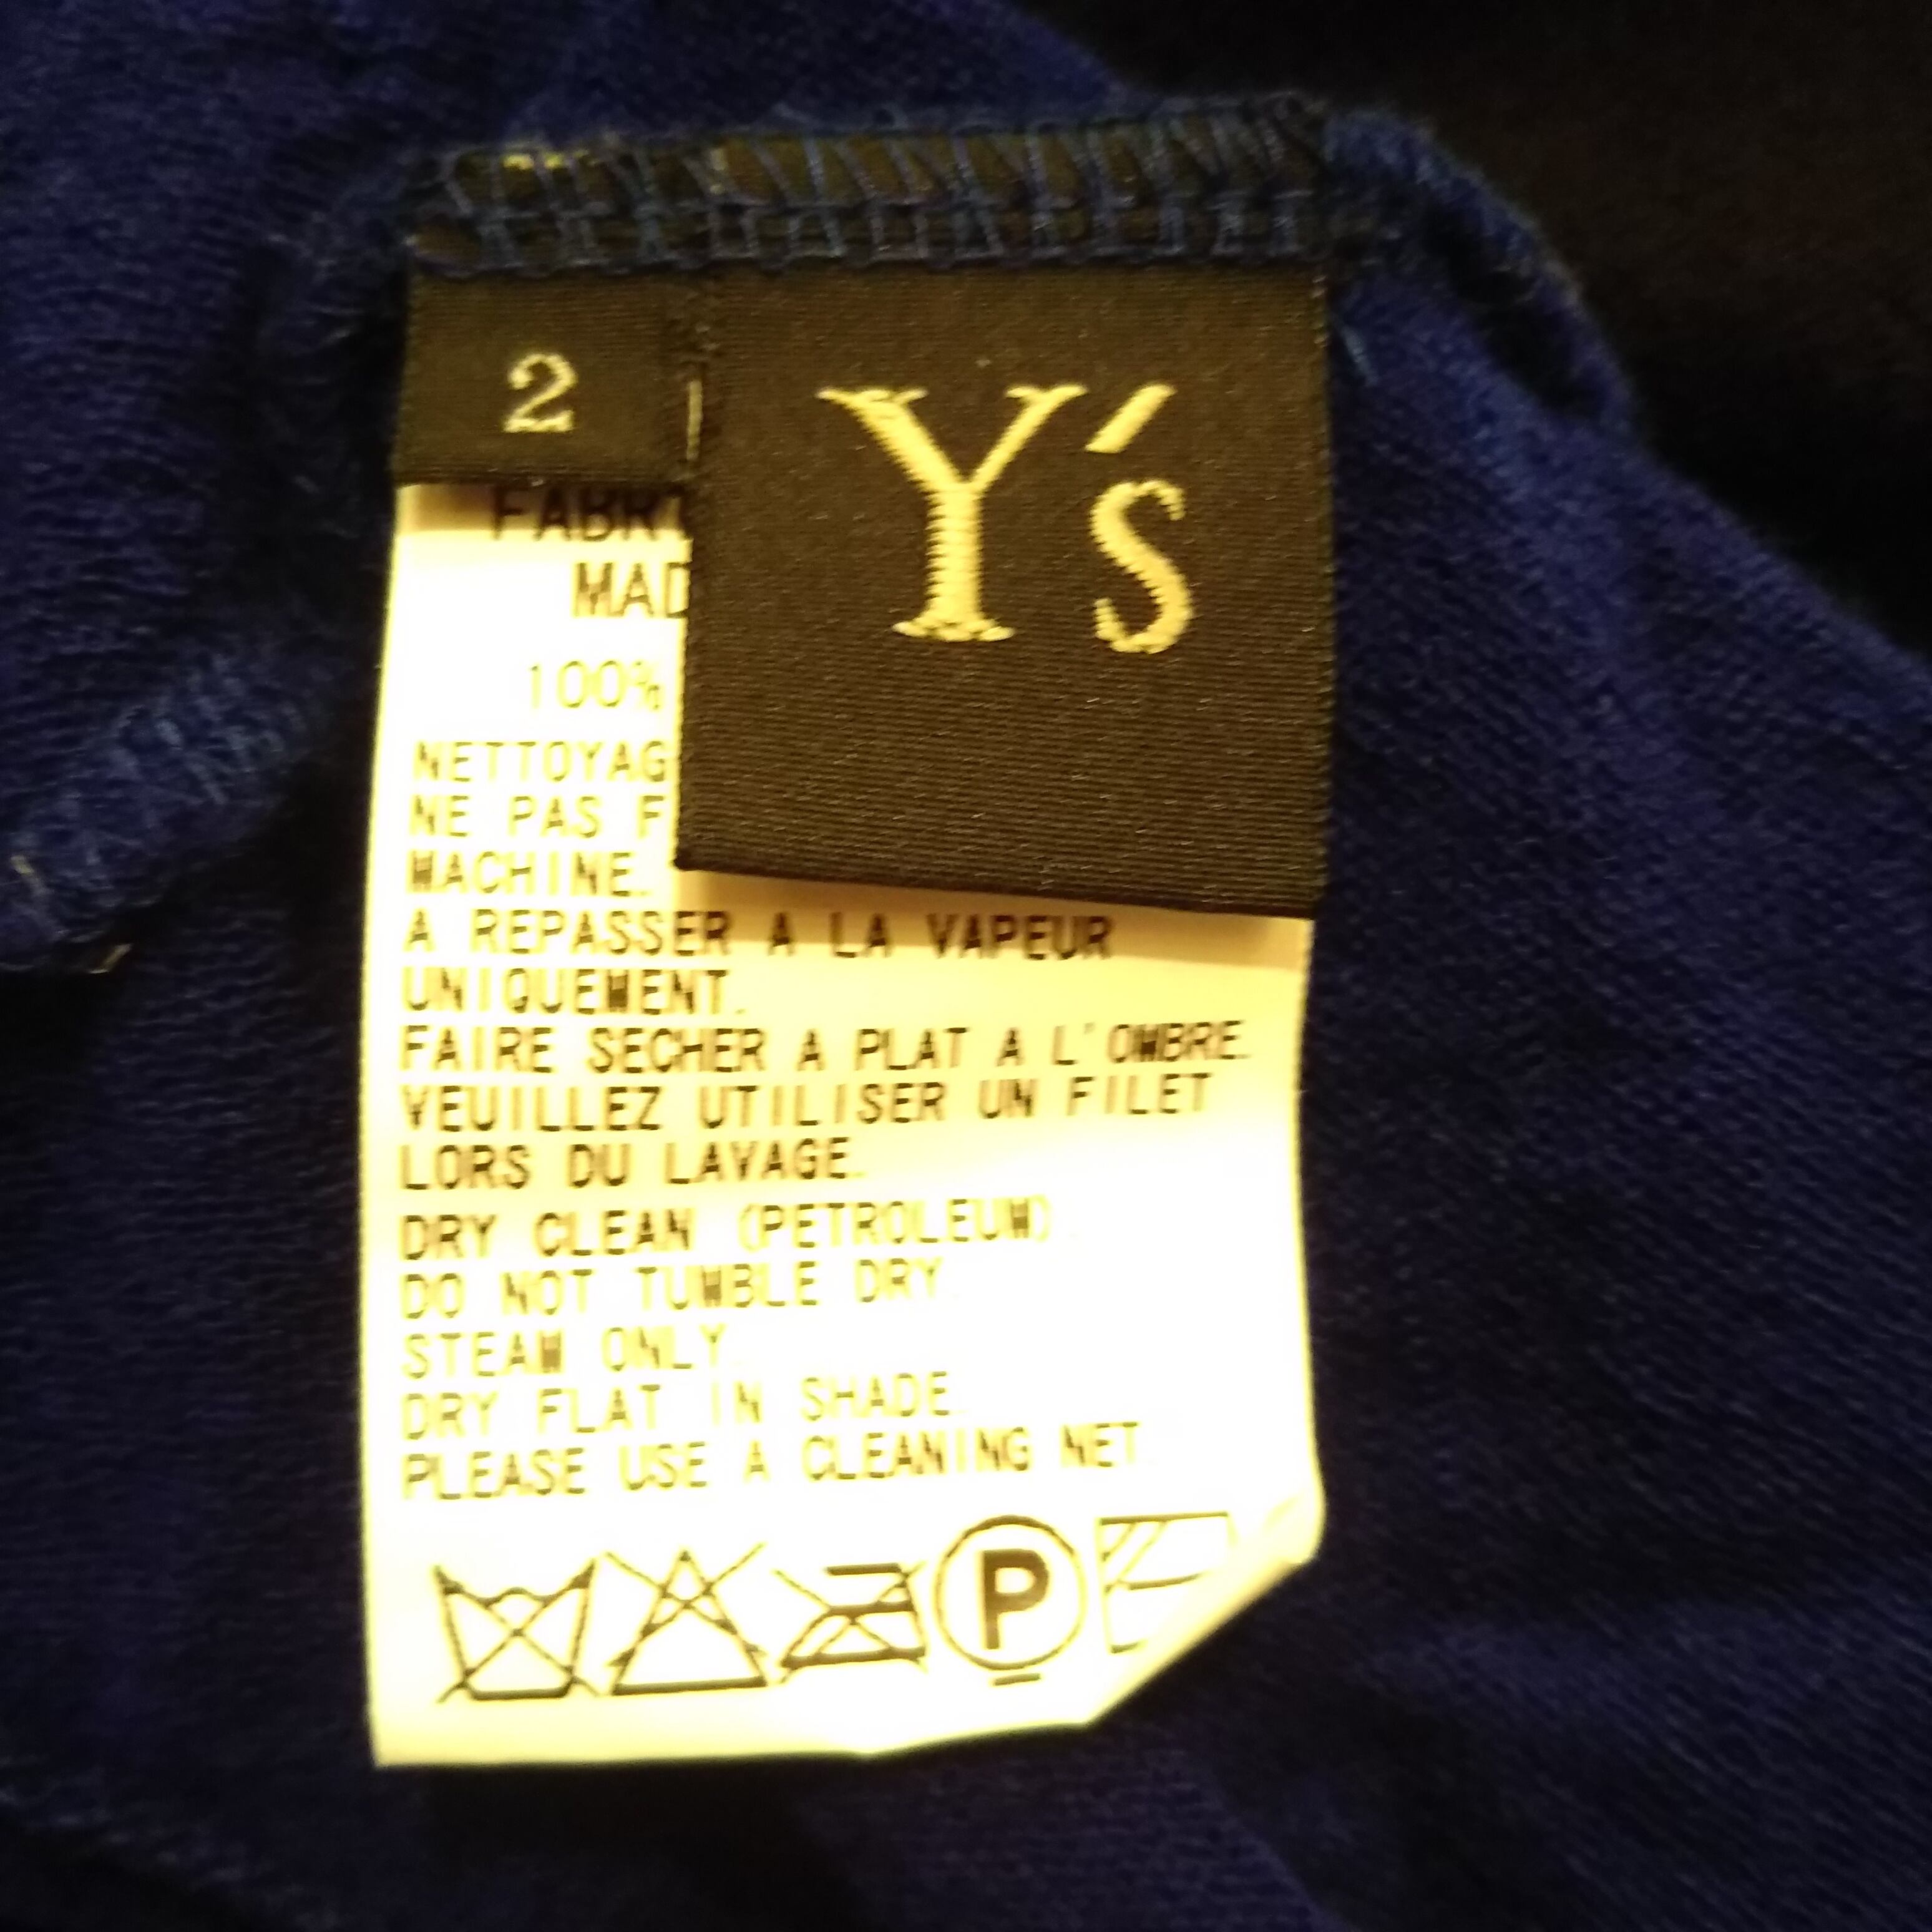 2
Y's
FABRI
MAD
100%
NETTOYAG
NE PAS F
MACHINE.
A REPASSER A LA VAPEUR
UNIQUEMENT.
FAIRE SECHER A PLAT A L'OMBRE.
VEUILLEZ UTILISER UN FILET
LORS DU LAVAGE.
DRY CLEAN (PETROLEUM).
DO NOT TUMBLE DRY.
STEAM ONLY.
DRY FLAT IN SHADE.
PLEASE USE A CLEANING NET.
P